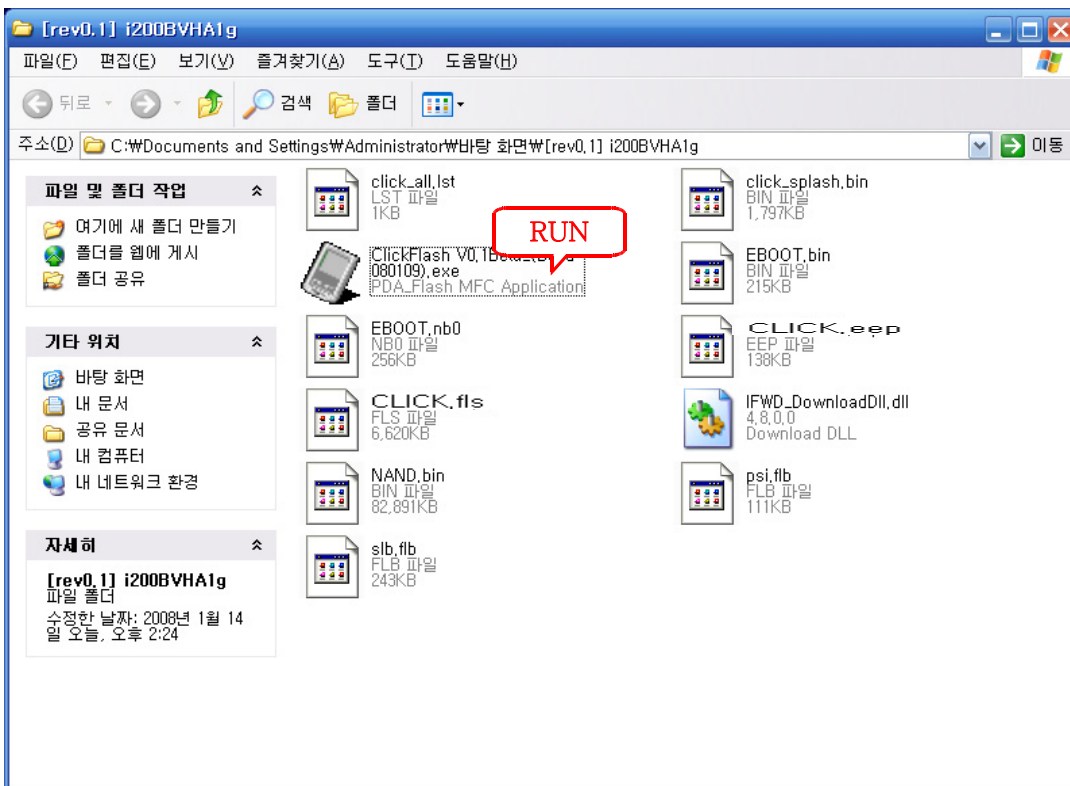 [rev0.1] i200BVHA1g
파일(F) 편집(E) 보기(V) 즐겨찾기(A) 도구(T) 도움말(H)
뒤로 검색 폴더
주소(D) C:₩Documents and Settings₩Administrator₩바탕 화면₩[rev0.1] i200BVHA1g 이동
파일 및 폴더 작업
여기에 새 폴더 만들기
폴더를 웹에 게시
폴더 공유
기타 위치
바탕 화면
내 문서
공유 문서
내 컴퓨터
내 네트워크 환경
자세히
[rev0.1] i200BVHA1g
파일 폴더
수정한 날짜: 2008년 1월 14
일 오늘, 오후 2:24
click_all.lst
LST 파일
1KB
click_splash.bin
BIN 파일
1,797KB
RUN
ClickFlash V0.1
080109).exe
PDA_Flash MFC Application
EBOOT.bin
BIN 파일
215KB
EBOOT.nb0
NB0 파일
256KB
CLICK.eep
EEP 파일
138KB
CLICK.fls
FLS 파일
6,620KB
IFWD_DownloadDll.dll
4.8.0.0
Download DLL
NAND.bin
BIN 파일
82,891KB
psi.flb
FLB 파일
111KB
slb.flb
FLB 파일
243KB